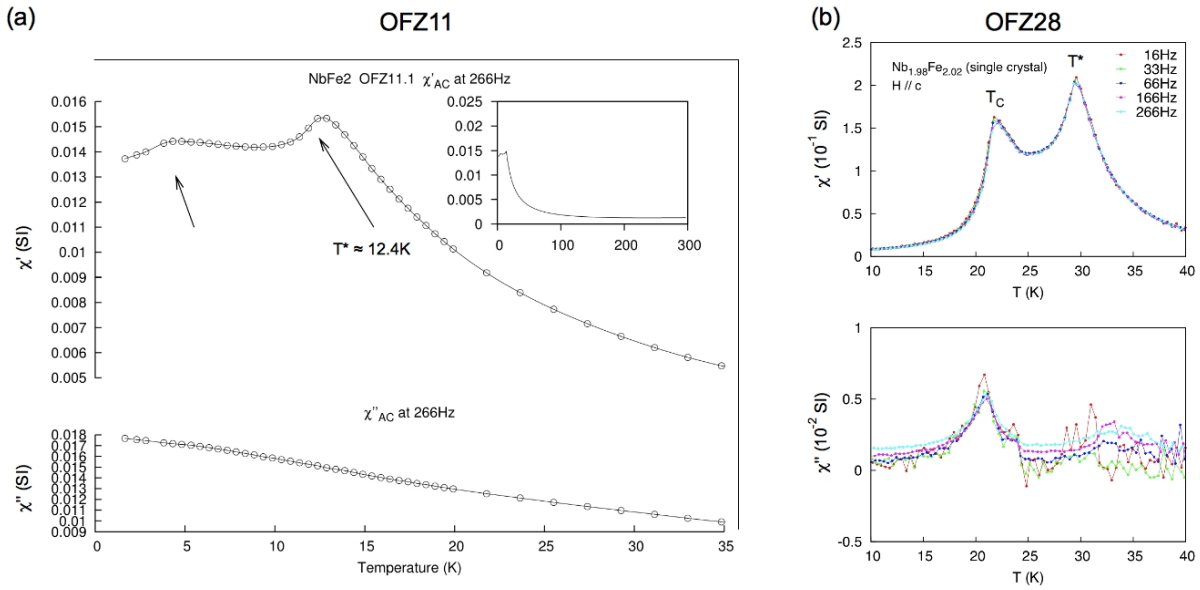 (a)
OFZ11
NbFe2 OFZ11.1 χ'AC at 266Hz
0.016
0.015
0.014
0.013
0.012
0.011
0.01
0.009
0.008
0.007
0.006
0.005
χ' (SI)
T* ≈ 12.4K
0.025
0.02
0.015
0.01
0.005
0
0 100 200 300
χ''AC at 266Hz
0.018
0.017
0.016
0.015
0.014
0.013
0.012
0.011
0.01
0.009
χ'' (SI)
0 5 10 15 20 25 30 35
Temperature (K)
(b)
OFZ28
2.5
2
1.5
1
0.5
0
χ' (10⁻¹ SI)
Nb1.98Fe2.02 (single crystal)
H // c
TC
T*
16Hz
33Hz
66Hz
166Hz
266Hz
10 15 20 25 30 35 40
T (K)
1
0.5
0
-0.5
χ'' (10⁻² SI)
10 15 20 25 30 35 40
T (K)